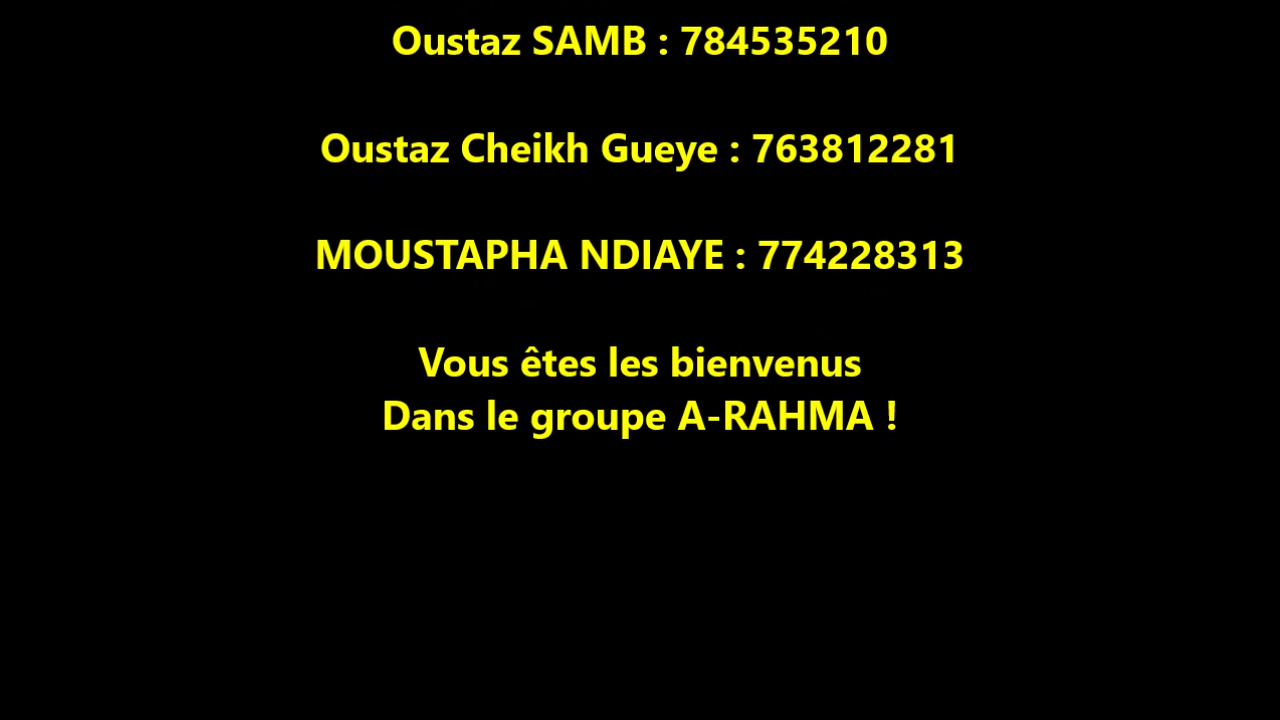 Oustaz SAMB : 784535210
Oustaz Cheikh Gueye : 763812281
MOUSTAPHA NDIAYE : 774228313
Vous êtes les bienvenus
Dans le groupe A-RAHMA !